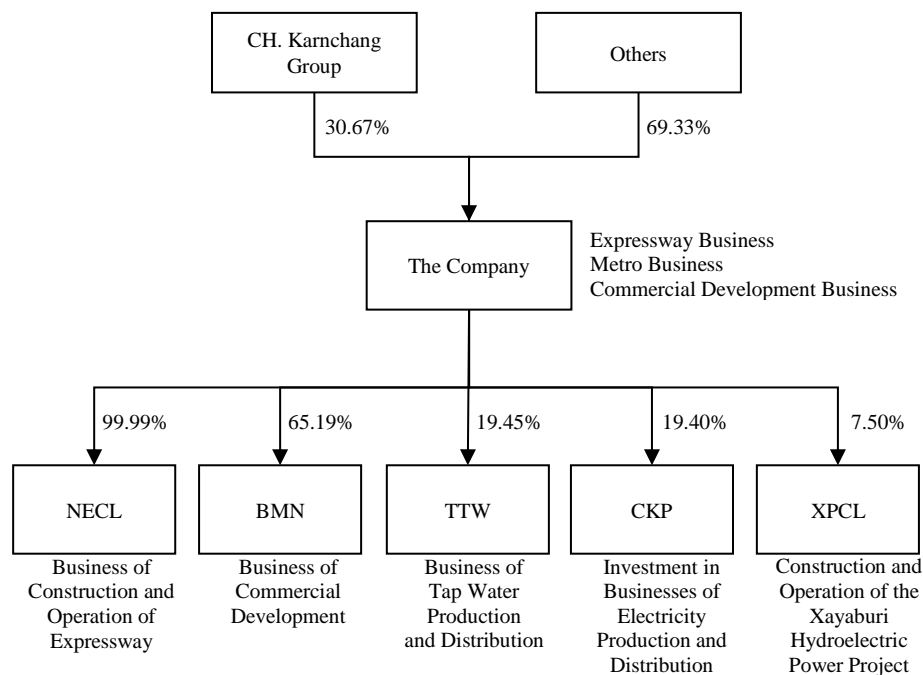 CH. Karnchang
Group
Others
30.67%
69.33%
The Company
Expressway Business
Metro Business
Commercial Development Business
99.99%
65.19%
19.45%
19.40%
7.50%
NECL
BMN
TTW
CKP
XPCL
Business of
Construction and
Operation of
Expressway
Business of
Commercial
Development
Business of
Tap Water
Production
and Distribution
Investment in
Businesses of
Electricity
Production and
Distribution
Construction and
Operation of the
Xayaburi
Hydroelectric
Power Project